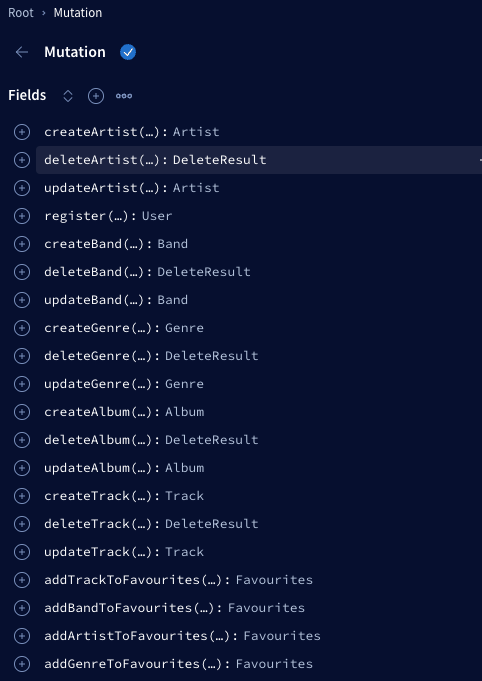 Root › Mutation
Mutation
Fields
createArtist(…): Artist
deleteArtist(…): DeleteResult
updateArtist(…): Artist
register(…): User
createBand(…): Band
deleteBand(…): DeleteResult
updateBand(…): Band
createGenre(…): Genre
deleteGenre(…): DeleteResult
updateGenre(…): Genre
createAlbum(…): Album
deleteAlbum(…): DeleteResult
updateAlbum(…): Album
createTrack(…): Track
deleteTrack(…): DeleteResult
updateTrack(…): Track
addTrackToFavourites(…): Favourites
addBandToFavourites(…): Favourites
addArtistToFavourites(…): Favourites
addGenreToFavourites(…): Favourites